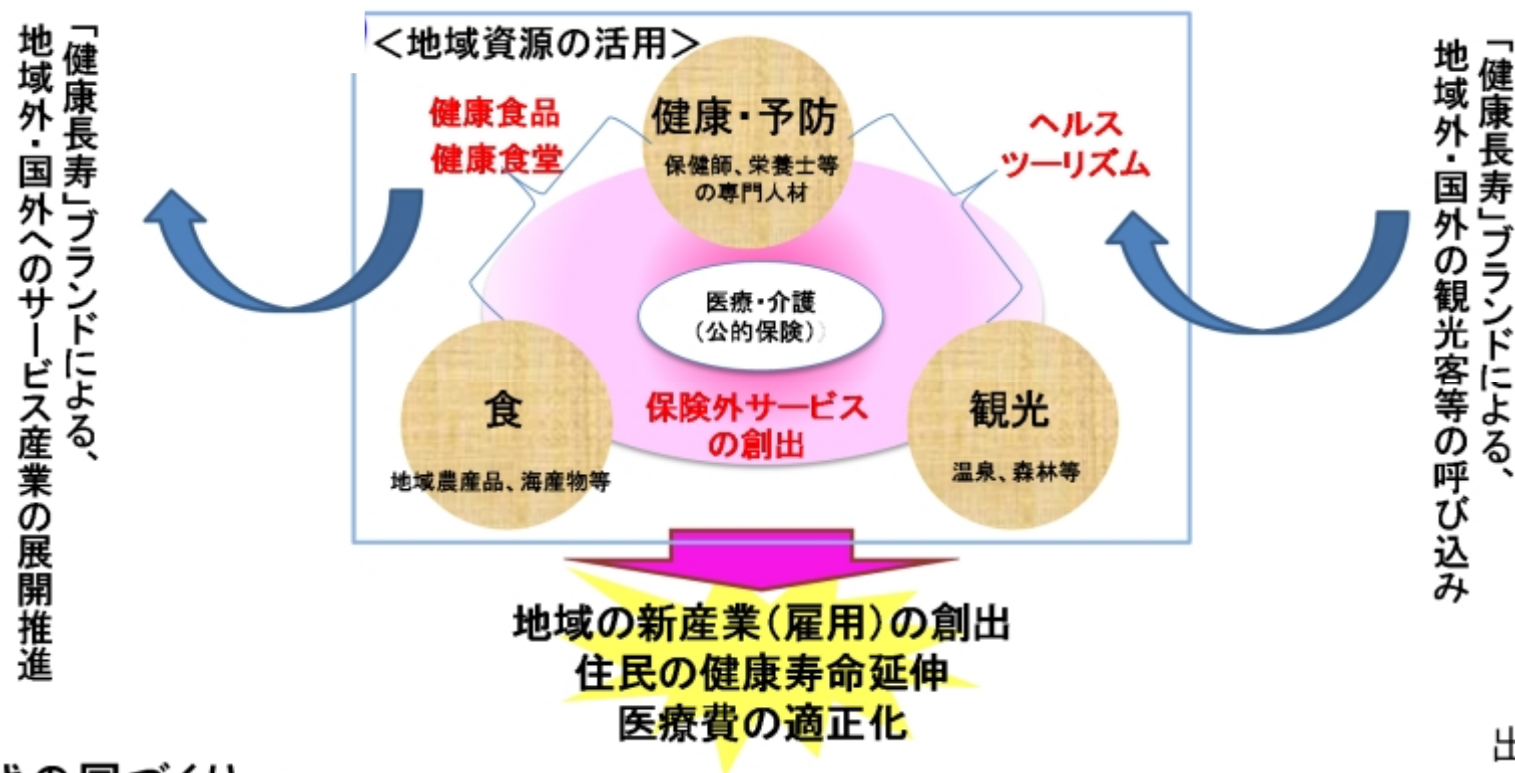 ＜地域資源の活用＞
健康食品
健康食堂
健康・予防
保健師、栄養士等
の専門人材
ヘルス
ツーリズム
医療・介護
（公的保険）
保険外サービス
の創出
食
地域農産品、海産物等
観光
温泉、森林等
地域の新産業（雇用）の創出
住民の健康寿命延伸
医療費の適正化
「健康長寿」ブランドによる、
地域外・国外へのサービス産業の展開推進
「健康長寿」ブランドによる、
地域外・国外の観光客等の呼び込み
出